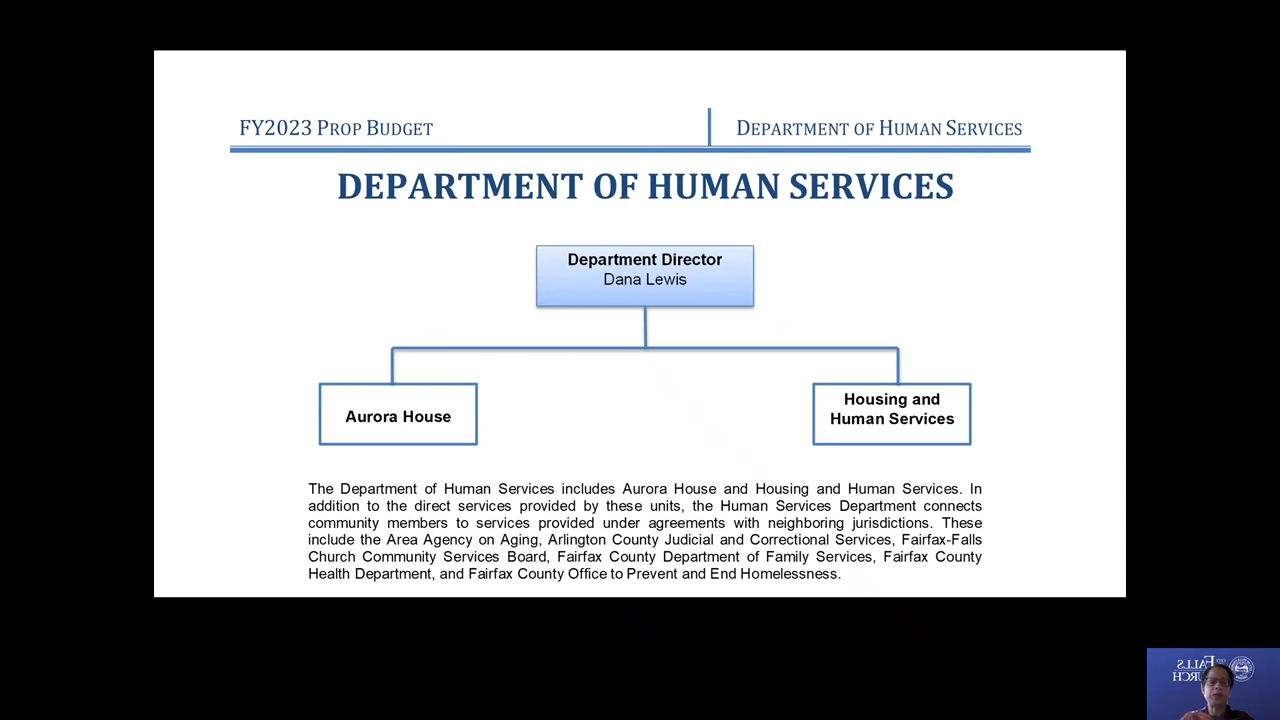 FY2023 PROP BUDGET
DEPARTMENT OF HUMAN SERVICES
DEPARTMENT OF HUMAN SERVICES
Department Director
Dana Lewis
Aurora House
Housing and
Human Services
The Department of Human Services includes Aurora House and Housing and Human Services. In
addition to the direct services provided by these units, the Human Services Department connects
community members to services provided under agreements with neighboring jurisdictions. These
include the Area Agency on Aging, Arlington County Judicial and Correctional Services, Fairfax-Falls
Church Community Services Board, Fairfax County Department of Family Services, Fairfax County
Health Department, and Fairfax County Office to Prevent and End Homelessness.
FALLS